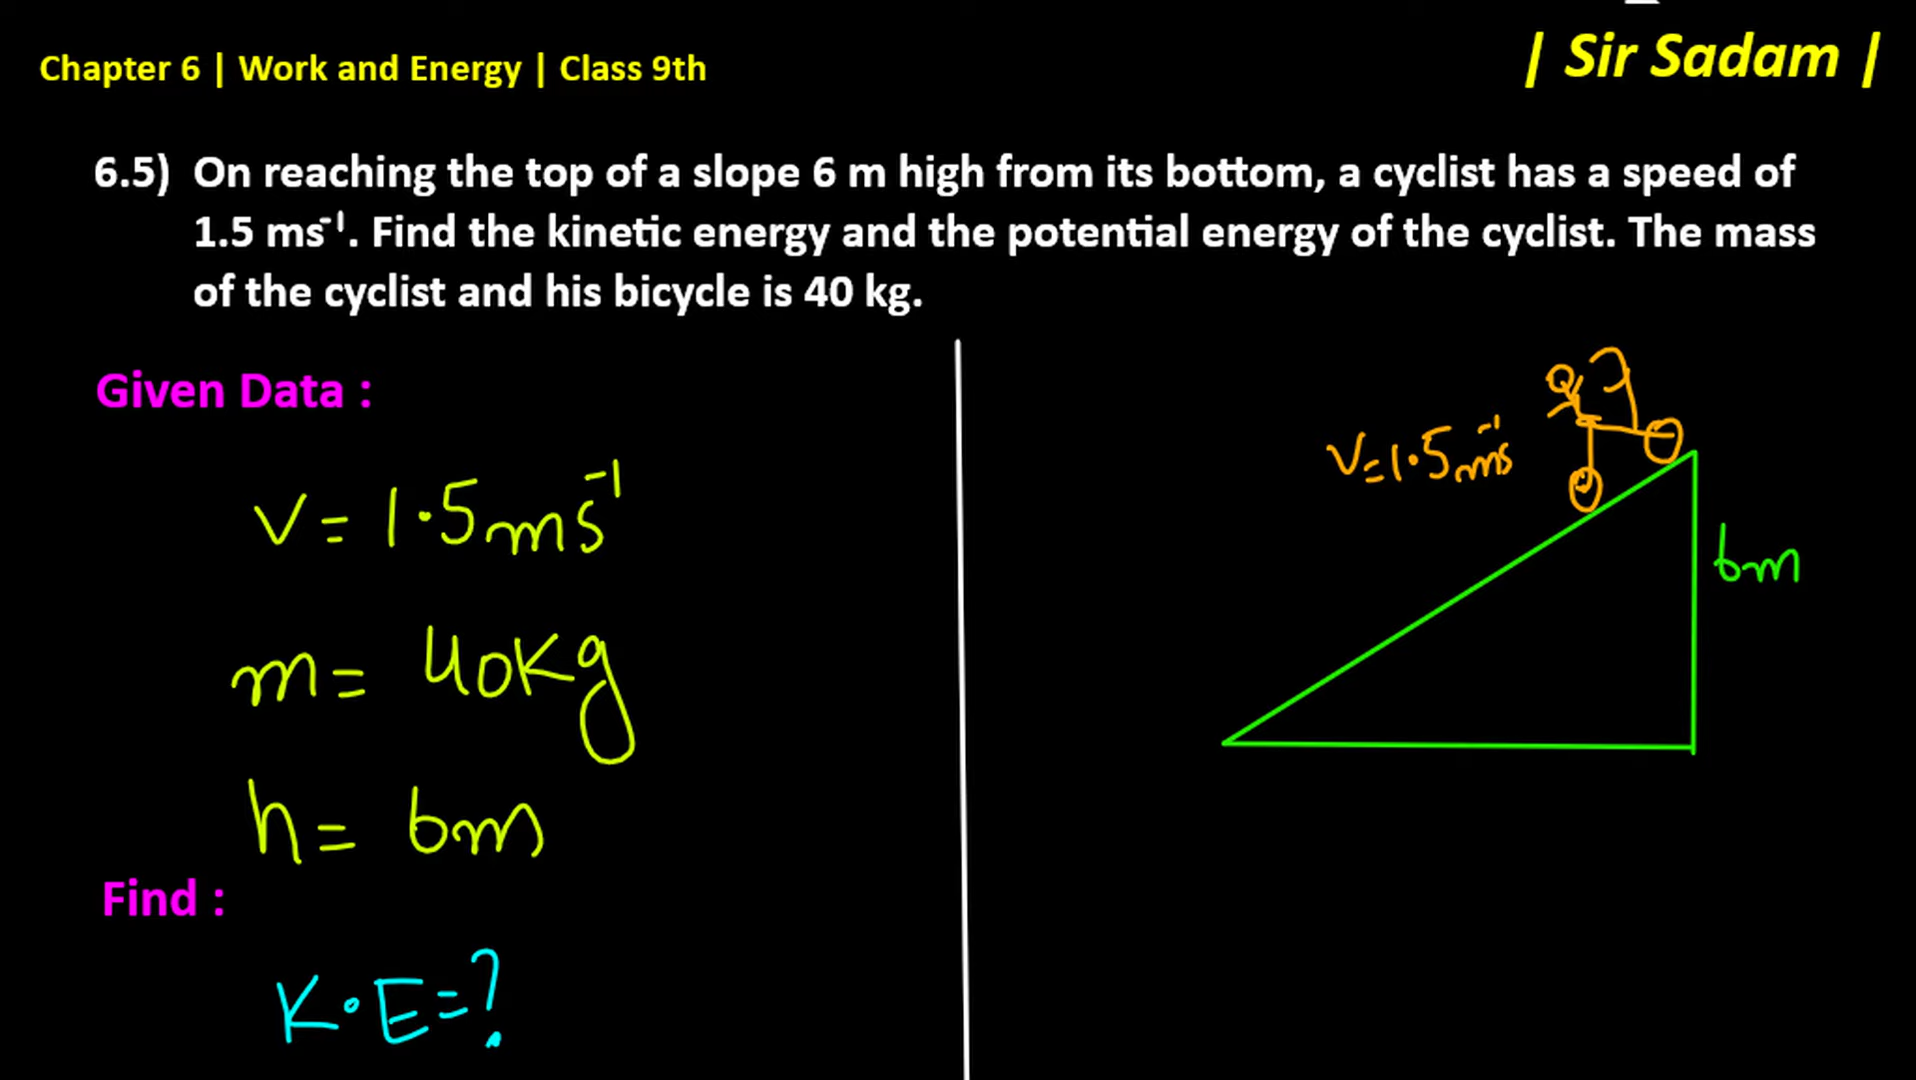 Chapter 6 | Work and Energy | Class 9th
| Sir Sadam |
6.5) On reaching the top of a slope 6 m high from its bottom, a cyclist has a speed of
1.5 ms⁻¹. Find the kinetic energy and the potential energy of the cyclist. The mass
of the cyclist and his bicycle is 40 kg.
Given Data :
V = 1.5 ms⁻¹
m = 40Kg
h = 6m
Find :
K.E = ?
V = 1.5 ms⁻¹
6m